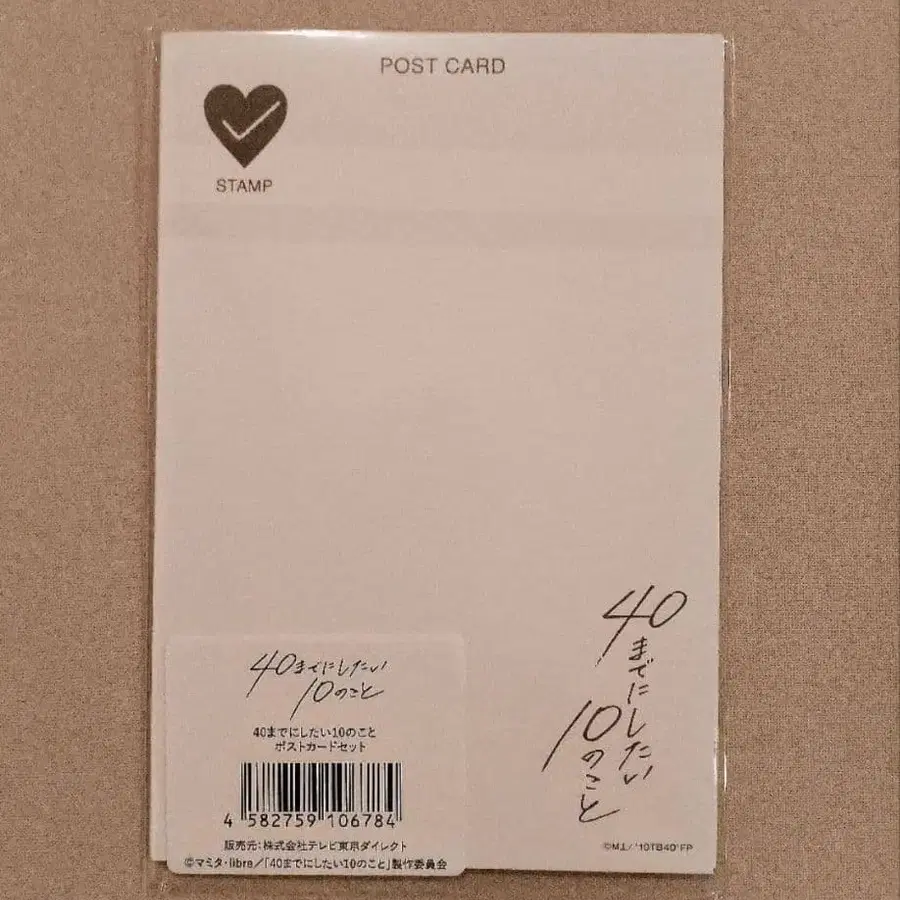 POST CARD
STAMP
40
までにしたい
10のこと
40までにしたい
10のこと
40までにしたい10のこと
ポストカードセット
4 582759 106784
販売元:株式会社テレビ東京ダイレクト
©マミタ・libre/「40までにしたい10のこと」製作委員会